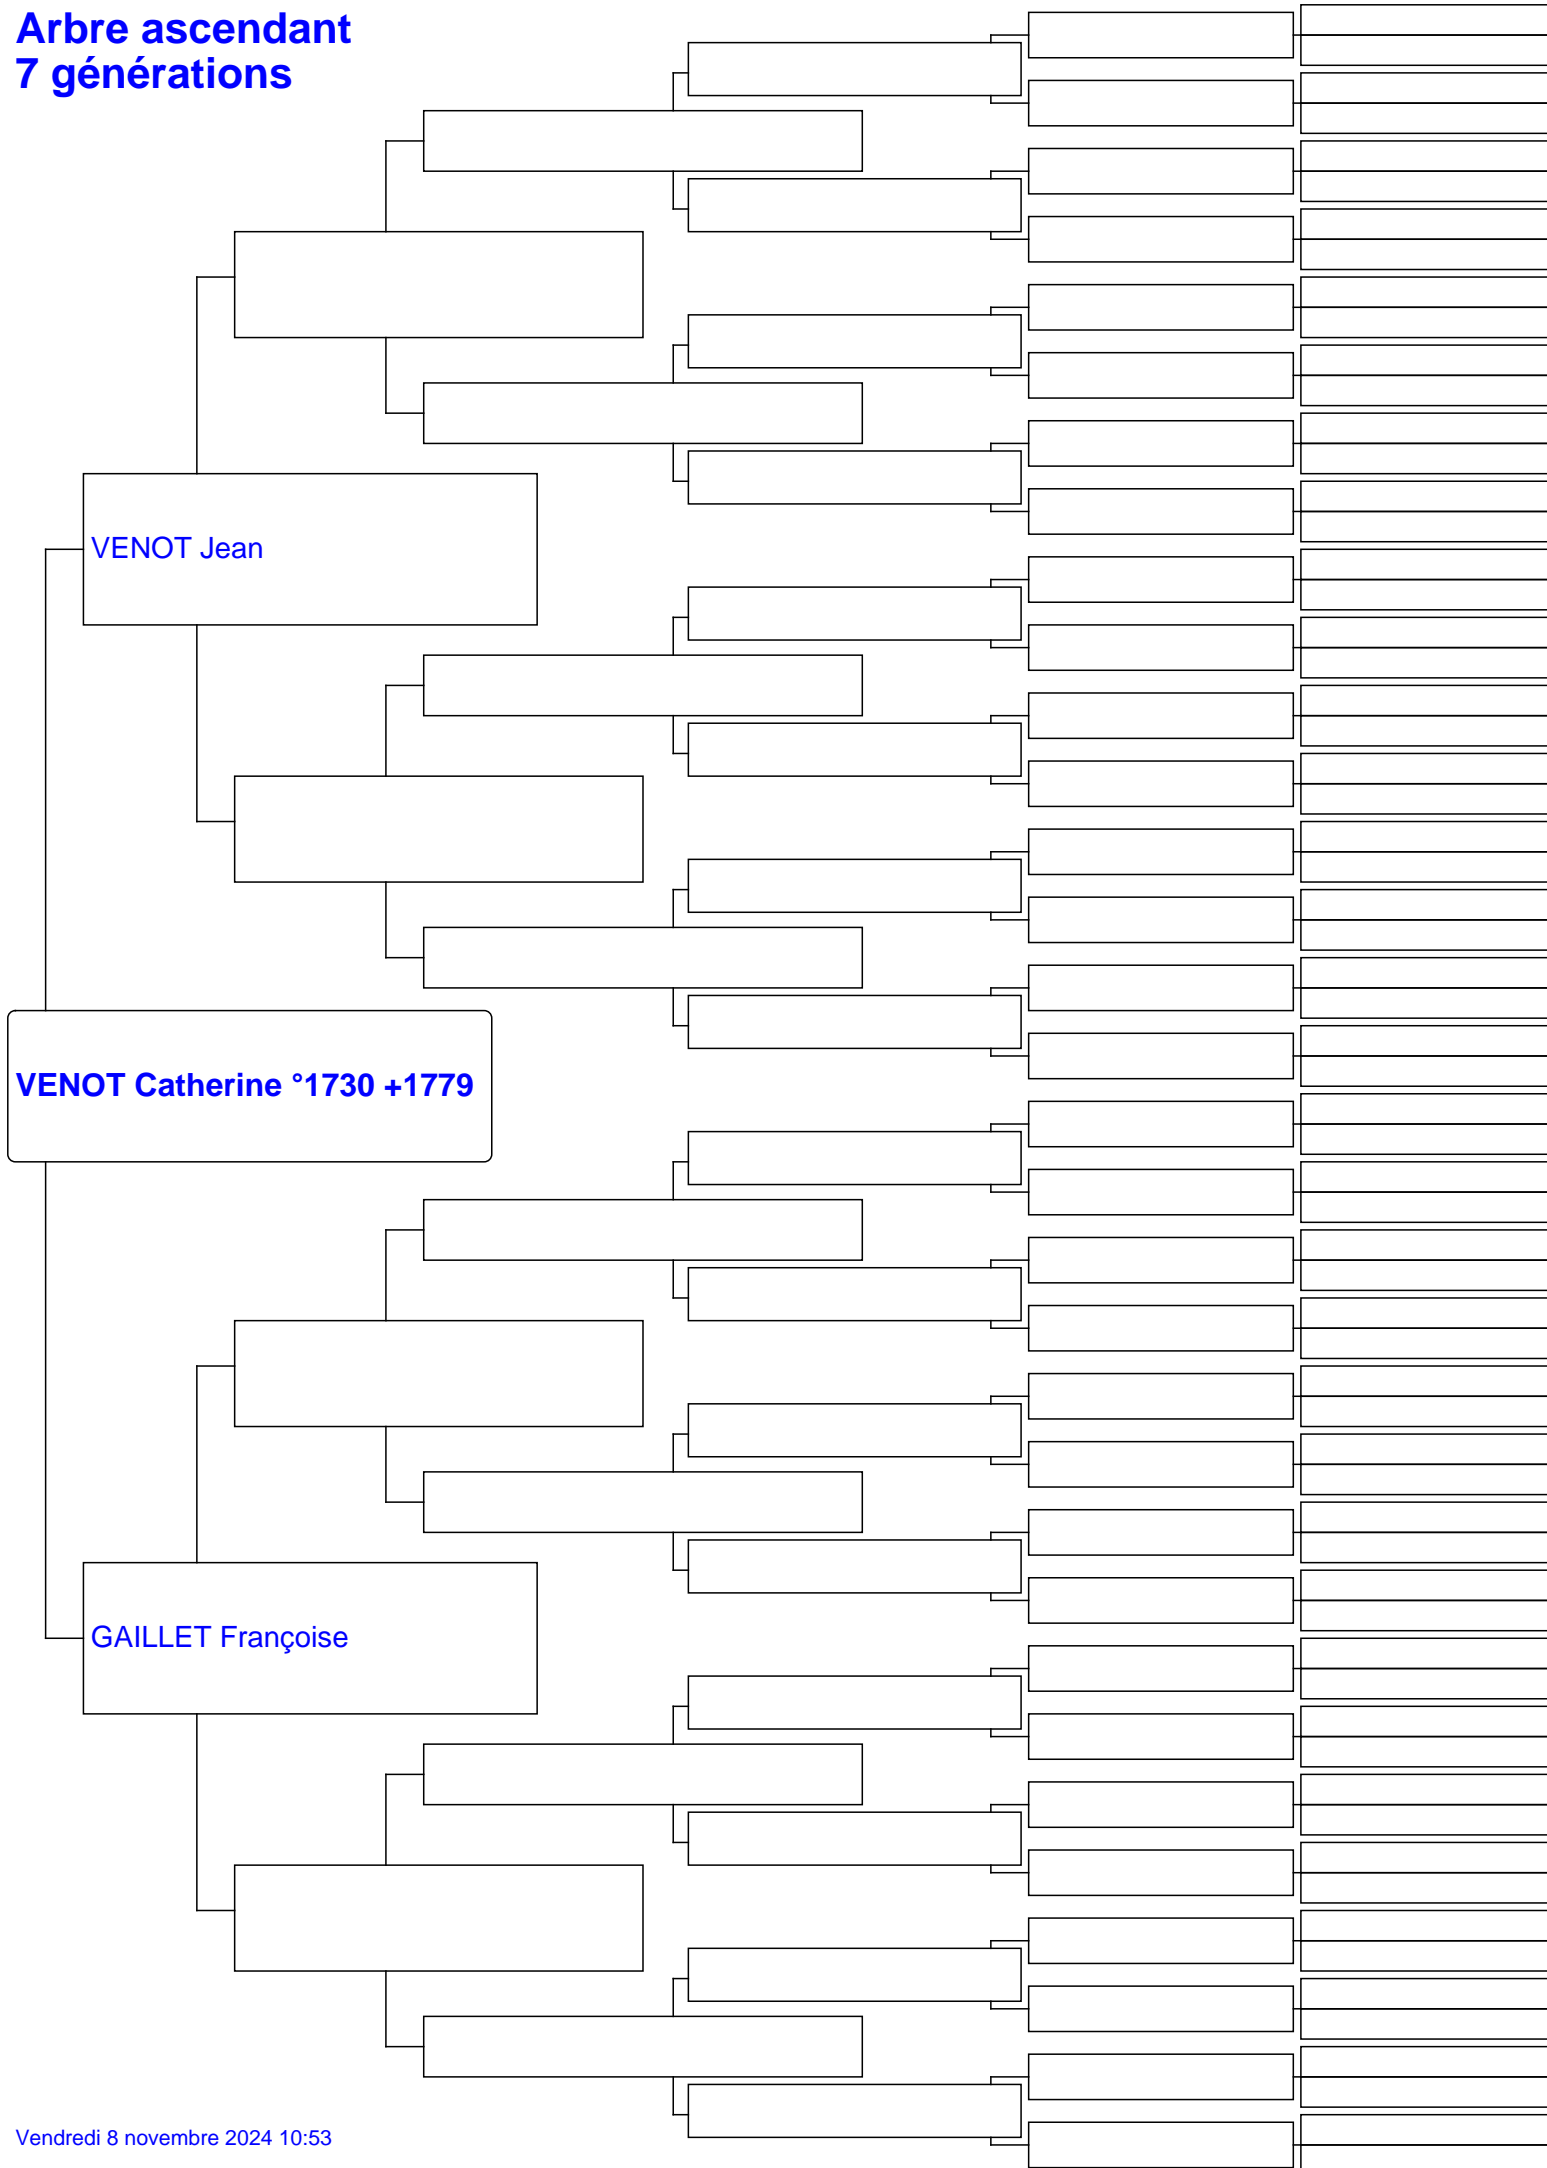 Arbre ascendant
7 générations
VENOT Jean
VENOT Catherine °1730 +1779
GAILLET Françoise
Vendredi 8 novembre 2024 10:53